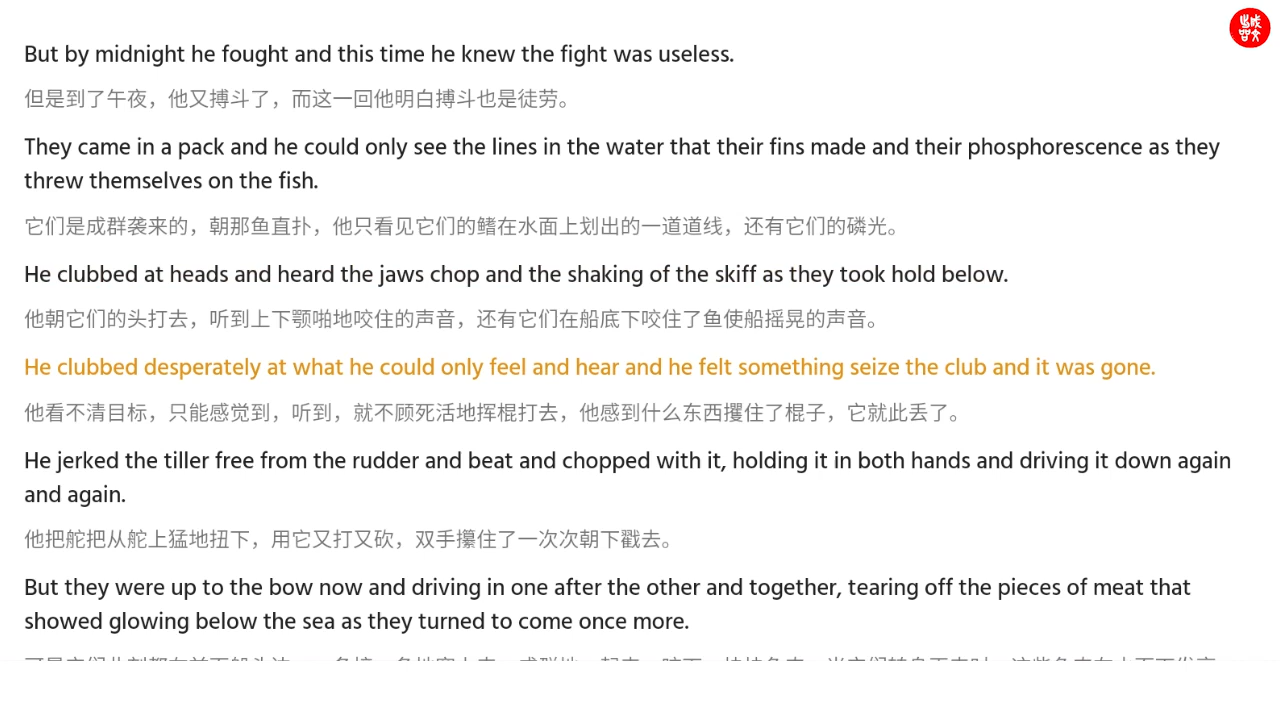 But by midnight he fought and this time he knew the fight was useless.
但是到了午夜，他又搏斗了，而这一回他明白搏斗也是徒劳。
They came in a pack and he could only see the lines in the water that their fins made and their phosphorescence as they
threw themselves on the fish.
它们是成群袭来的，朝那鱼直扑，他只看见它们的鳍在水面上划出的一道道线，还有它们的磷光。
He clubbed at heads and heard the jaws chop and the shaking of the skiff as they took hold below.
他朝它们的头打去，听到上下颚啪地咬住的声音，还有它们在船底下咬住了鱼使船摇晃的声音。
He clubbed desperately at what he could only feel and hear and he felt something seize the club and it was gone.
他看不清目标，只能感觉到，听到，就不顾死活地挥棍打去，他感到什么东西攫住了棍子，它就此丢了。
He jerked the tiller free from the rudder and beat and chopped with it, holding it in both hands and driving it down again
and again.
他把舵把从舵上猛地扭下，用它又打又砍，双手攥住了一次次朝下戳去。
But they were up to the bow now and driving in one after the other and together, tearing off the pieces of meat that
showed glowing below the sea as they turned to come once more.